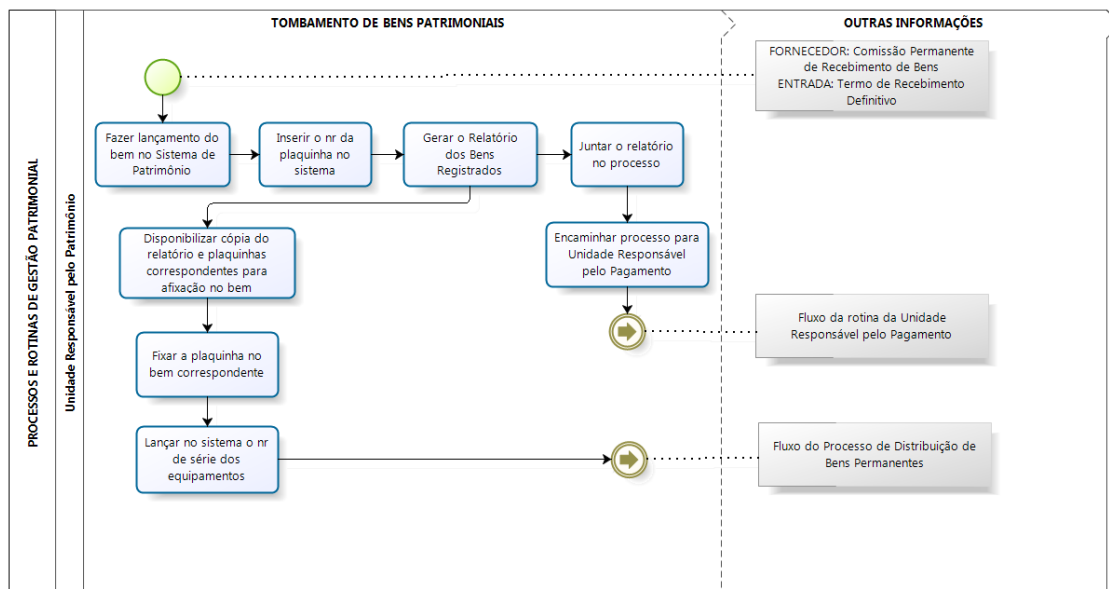 TOMBAMENTO DE BENS PATRIMONIAIS
OUTRAS INFORMAÇÕES
PROCESSOS E ROTINAS DE GESTÃO PATRIMONIAL
Unidade Responsável pelo Patrimônio
FORNECEDOR: Comissão Permanente
de Recebimento de Bens
ENTRADA: Termo de Recebimento
Definitivo
Fazer lançamento do
bem no Sistema de
Patrimônio
Inserir o nr da
plaquinha no
sistema
Gerar o Relatório
dos Bens
Registrados
Juntar o relatório
no processo
Disponibilizar cópia do
relatório e plaquinhas
correspondentes para
afixação no bem
Encaminhar processo para
Unidade Responsável
pelo Pagamento
Fluxo da rotina da Unidade
Responsável pelo Pagamento
Fixar a plaquinha no
bem correspondente
Lançar no sistema o nr
de série dos
equipamentos
Fluxo do Processo de Distribuição de
Bens Permanentes